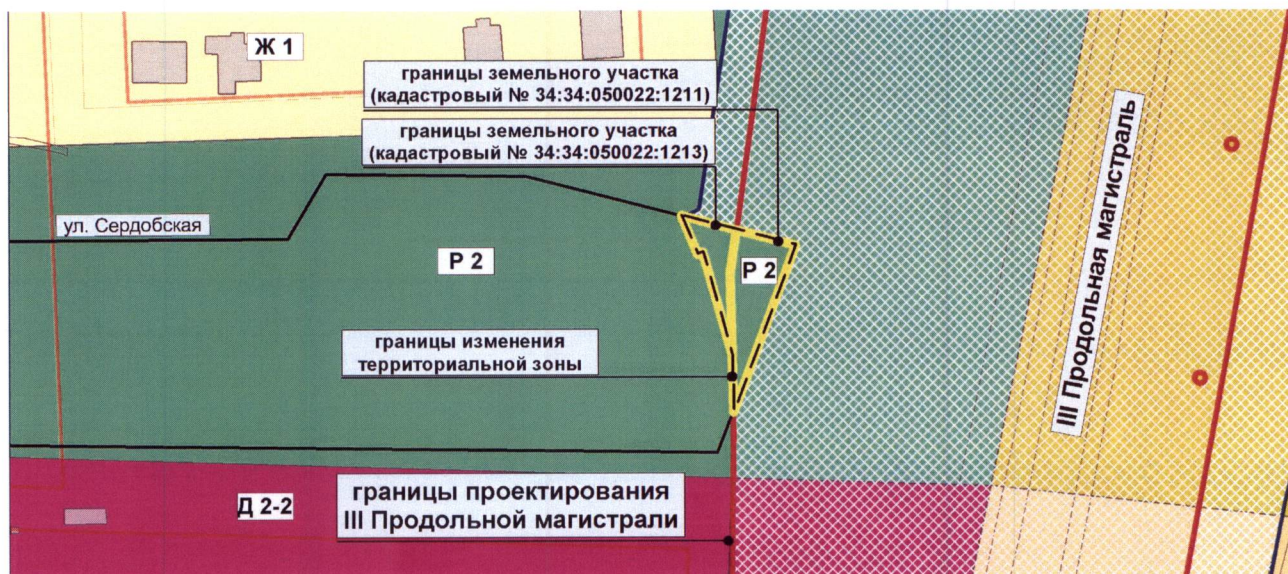 Ж 1
границы земельного участка
(кадастровый № 34:34:050022:1211)
границы земельного участка
(кадастровый № 34:34:050022:1213)
ул. Сердобская
Р 2
Р 2
границы изменения
территориальной зоны
III Продольная магистраль
Д 2-2
границы проектирования
III Продольной магистрали